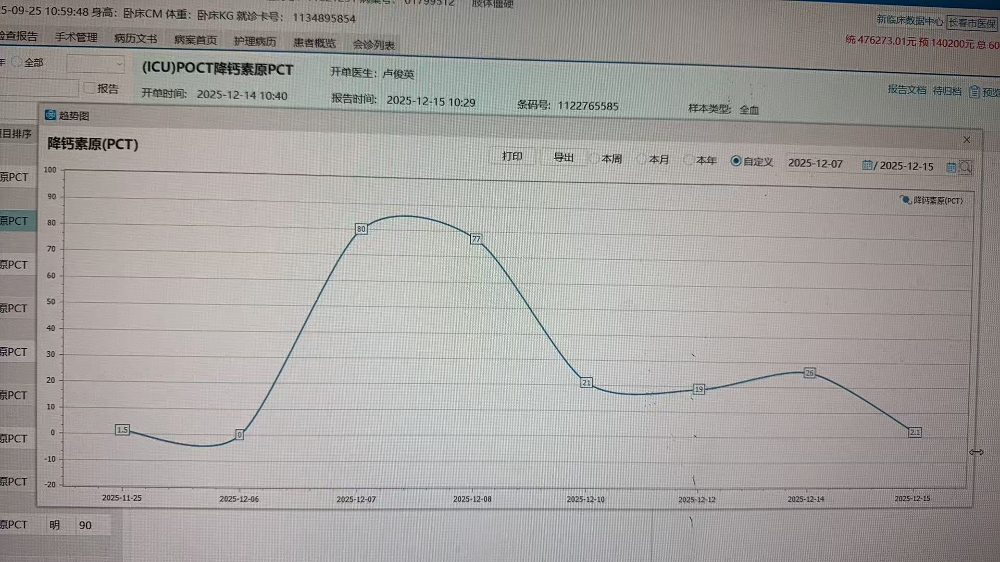 01799512 肢体僵硬
5-09-25 10:59:48 身高: 卧床CM 体重: 卧床KG 就诊卡号: 1134895854
新临床数据中心 长春市医保
检查报告 手术管理 病历文书 病案首页 护理病历 患者概览 会诊列表
统 476273.01元 预 140200元 总 60
年 全部
(ICU)POCT降钙素原PCT 开单医生: 卢俊英
报告
开单时间: 2025-12-14 10:40 报告时间: 2025-12-15 10:29 条码号: 1122765585 样本类型: 全血
报告文档 待归档 预览
趋势图
项目排序
降钙素原(PCT)
打印 导出 本周 本月 本年 自定义 2025-12-07 / 2025-12-15
降钙素原(PCT)
100
90
80
70
60
50
40
30
20
10
0
-10
-20
1.5
0
80
77
21
19
26
2.1
2025-11-25 2025-12-06 2025-12-07 2025-12-08 2025-12-10 2025-12-12 2025-12-14 2025-12-15
原PCT
原PCT
原PCT
原PCT
原PCT
原PCT
原PCT
原PCT
原PCT 明 90